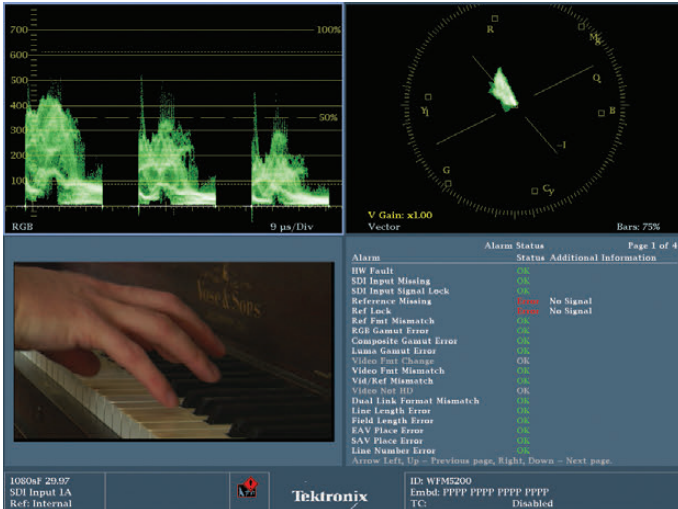 700
600
500
400
300
200
100
100%
50%
RGB
9 µs/Div
R
Mg
Q
B
Yl
-I
G
Cy
V Gain: x1.00
Vector
Bars: 75%
Vose & Sons
Alarm Status Page 1 of 4
Alarm Status Additional Information
HW Fault OK
SDI Input Missing OK
SDI Input Signal Lock OK
Reference Missing Error No Signal
Ref Lock Error No Signal
Ref Fmt Mismatch OK
RGB Gamut Error OK
Composite Gamut Error OK
Luma Gamut Error OK
Video Fmt Change OK
Video Fmt Mismatch OK
Vid/Ref Mismatch OK
Video Not HD OK
Dual Link Format Mismatch OK
Line Length Error OK
Field Length Error OK
EAV Place Error OK
SAV Place Error OK
Line Number Error OK
Arrow Left, Up – Previous page, Right, Down – Next page.
1080sF 29.97
SDI Input 1A
Ref: Internal
Tektronix
ID: WFM5200
Embd: PPPP PPPP PPPP PPPP
TC: Disabled